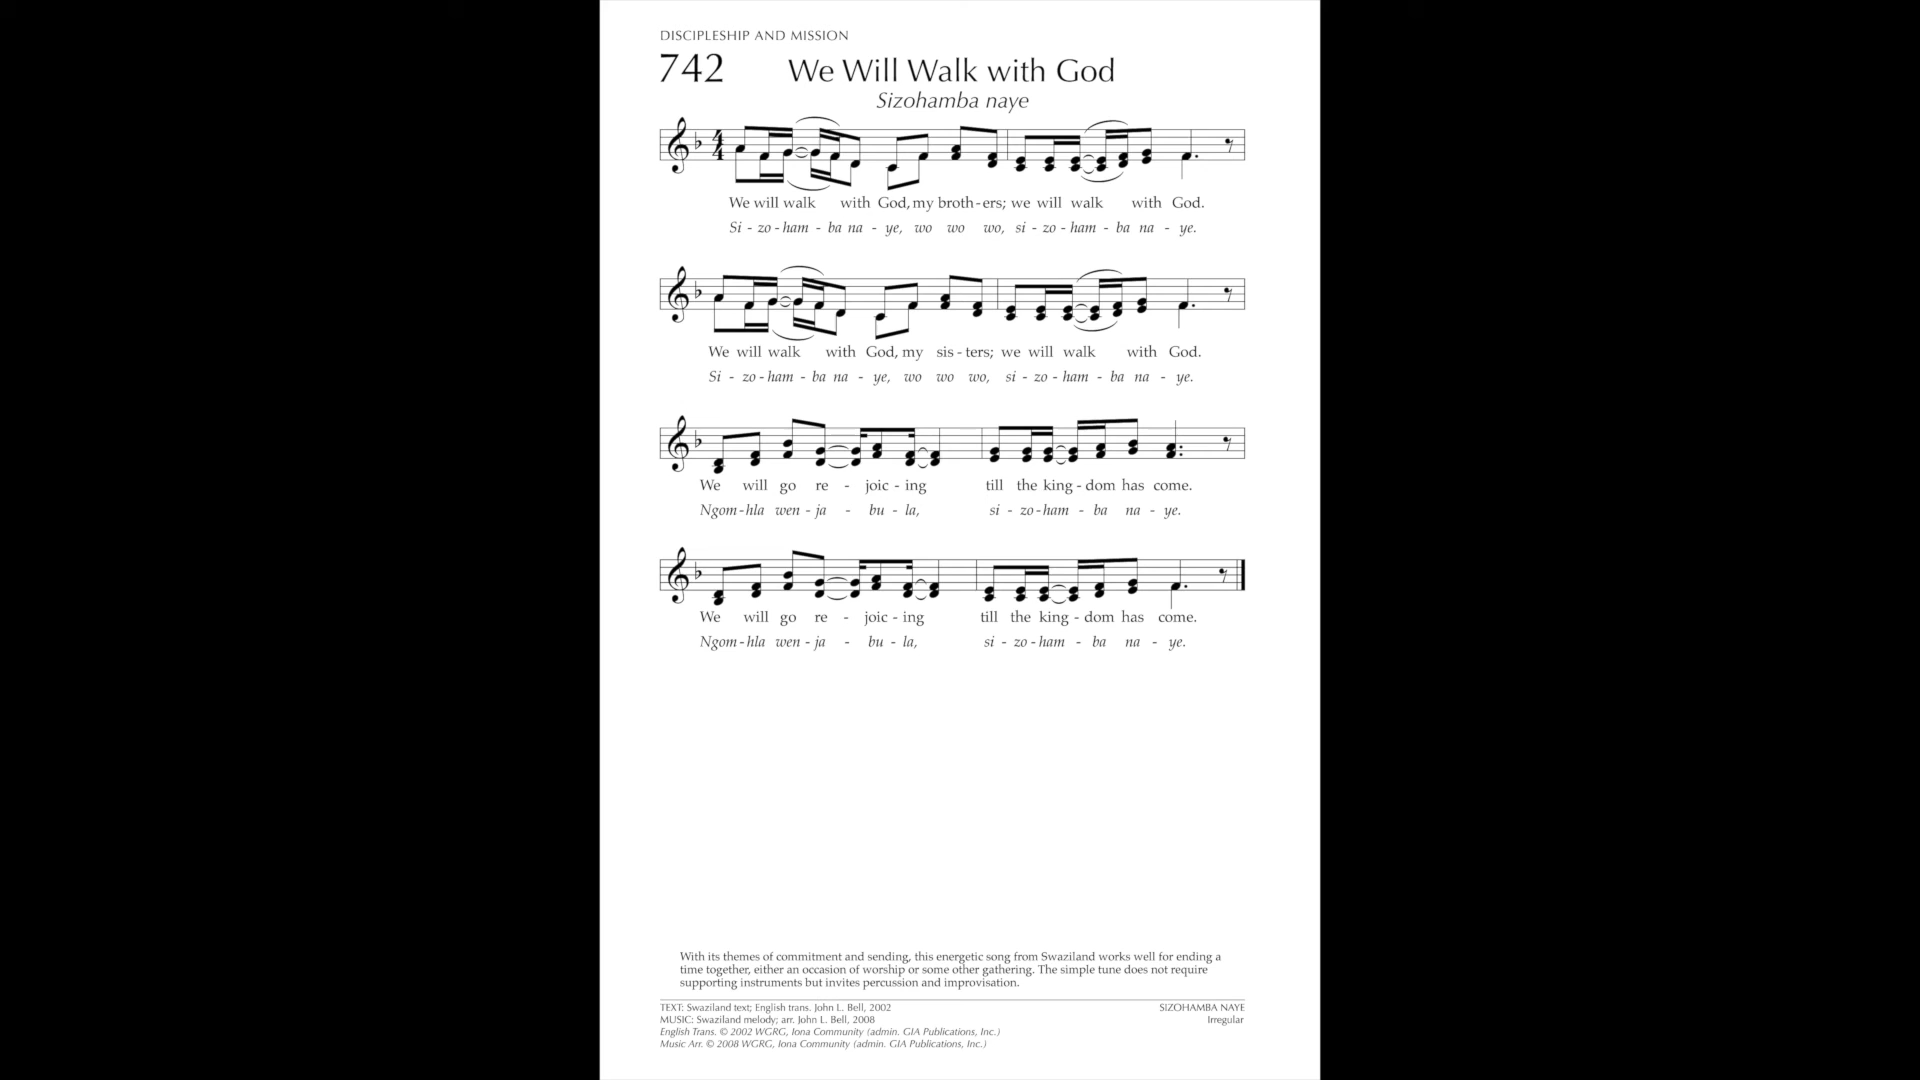 DISCIPLESHIP AND MISSION
742 We Will Walk with God
Sizohamba naye
We will walk with God, my broth-ers; we will walk with God.
Si - zo - ham - ba na - ye, wo wo wo, si - zo - ham - ba na - ye.
We will walk with God, my sis - ters; we will walk with God.
Si - zo - ham - ba na - ye, wo wo wo, si - zo - ham - ba na - ye.
We will go re - joic - ing till the king - dom has come.
Ngom - hla wen - ja - bu - la, si - zo - ham - ba na - ye.
We will go re - joic - ing till the king - dom has come.
Ngom - hla wen - ja - bu - la, si - zo - ham - ba na - ye.
With its themes of commitment and sending, this energetic song from Swaziland works well for ending a
time together, either an occasion of worship or some other gathering. The simple tune does not require
supporting instruments but invites percussion and improvisation.
TEXT: Swaziland text; English trans. John L. Bell, 2002 SIZOHAMBA NAYE
MUSIC: Swaziland melody; arr. John L. Bell, 2008 Irregular
English Trans. © 2002 WGRG, Iona Community (admin. GIA Publications, Inc.)
Music Arr. © 2008 WGRG, Iona Community (admin. GIA Publications, Inc.)